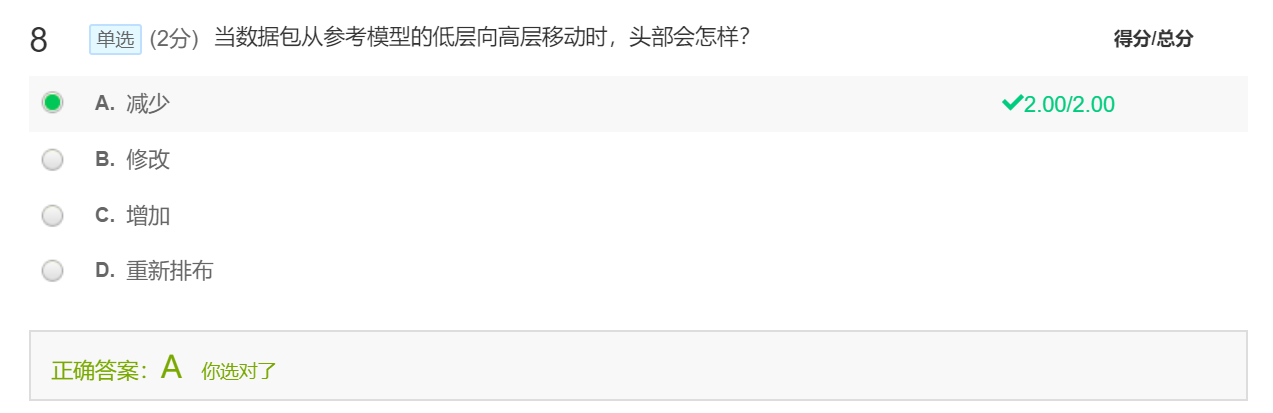 8 单选 (2分) 当数据包从参考模型的低层向高层移动时，头部会怎样？ 得分/总分
A. 减少 2.00/2.00
B. 修改
C. 增加
D. 重新排布
正确答案：A 你选对了